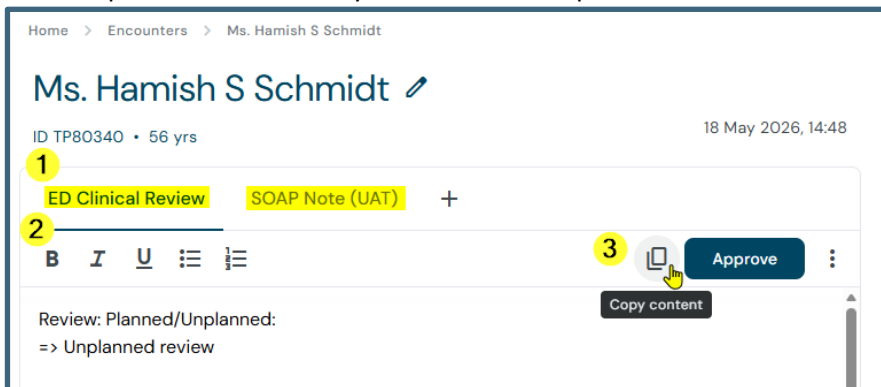 Home > Encounters > Ms. Hamish S Schmidt
Ms. Hamish S Schmidt
ID TP80340 • 56 yrs
18 May 2026, 14:48
1
ED Clinical Review SOAP Note (UAT) +
2
B I U
3
Approve
Copy content
Review: Planned/Unplanned:
=> Unplanned review